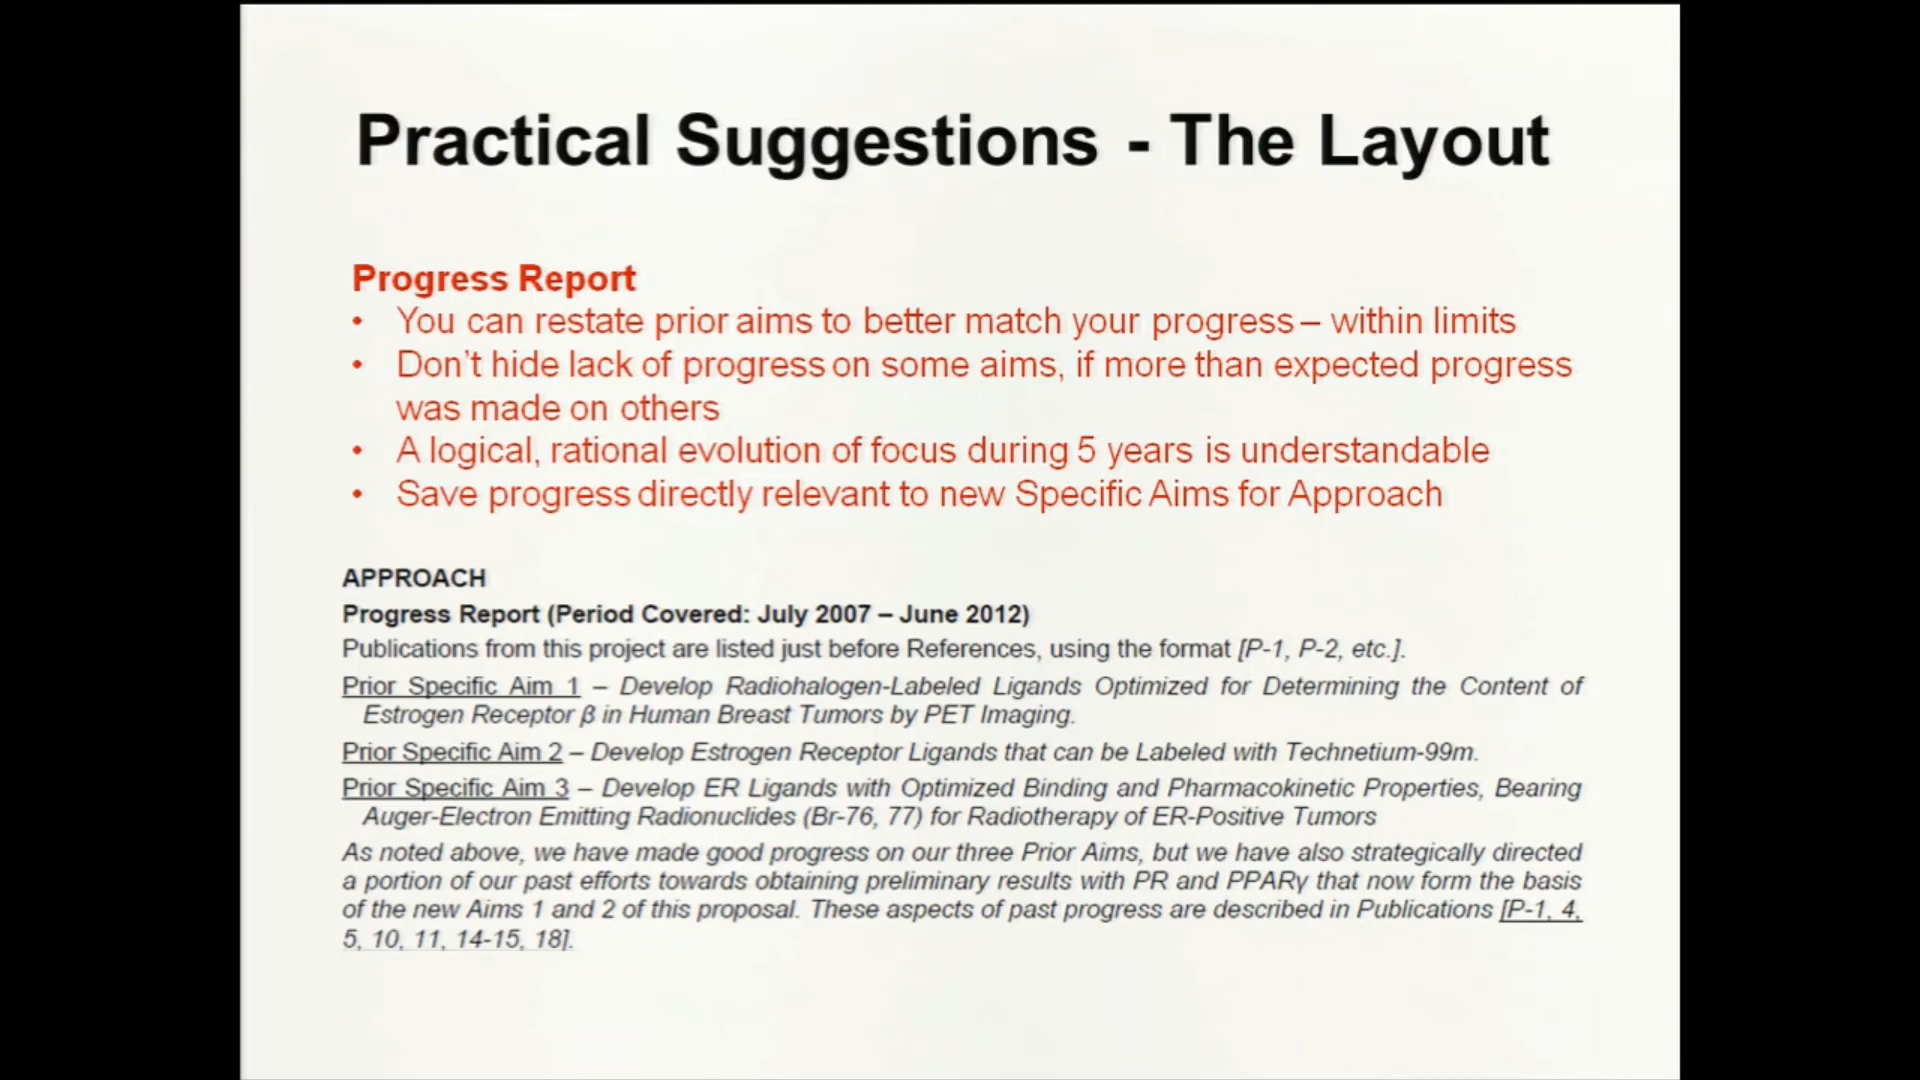 Practical Suggestions - The Layout
Progress Report
• You can restate prior aims to better match your progress – within limits
• Don’t hide lack of progress on some aims, if more than expected progress
was made on others
• A logical, rational evolution of focus during 5 years is understandable
• Save progress directly relevant to new Specific Aims for Approach
APPROACH
Progress Report (Period Covered: July 2007 – June 2012)
Publications from this project are listed just before References, using the format [P-1, P-2, etc.].
Prior Specific Aim 1 – Develop Radiohalogen-Labeled Ligands Optimized for Determining the Content of
Estrogen Receptor β in Human Breast Tumors by PET Imaging.
Prior Specific Aim 2 – Develop Estrogen Receptor Ligands that can be Labeled with Technetium-99m.
Prior Specific Aim 3 – Develop ER Ligands with Optimized Binding and Pharmacokinetic Properties, Bearing
Auger-Electron Emitting Radionuclides (Br-76, 77) for Radiotherapy of ER-Positive Tumors
As noted above, we have made good progress on our three Prior Aims, but we have also strategically directed
a portion of our past efforts towards obtaining preliminary results with PR and PPARγ that now form the basis
of the new Aims 1 and 2 of this proposal. These aspects of past progress are described in Publications [P-1, 4,
5, 10, 11, 14-15, 18].